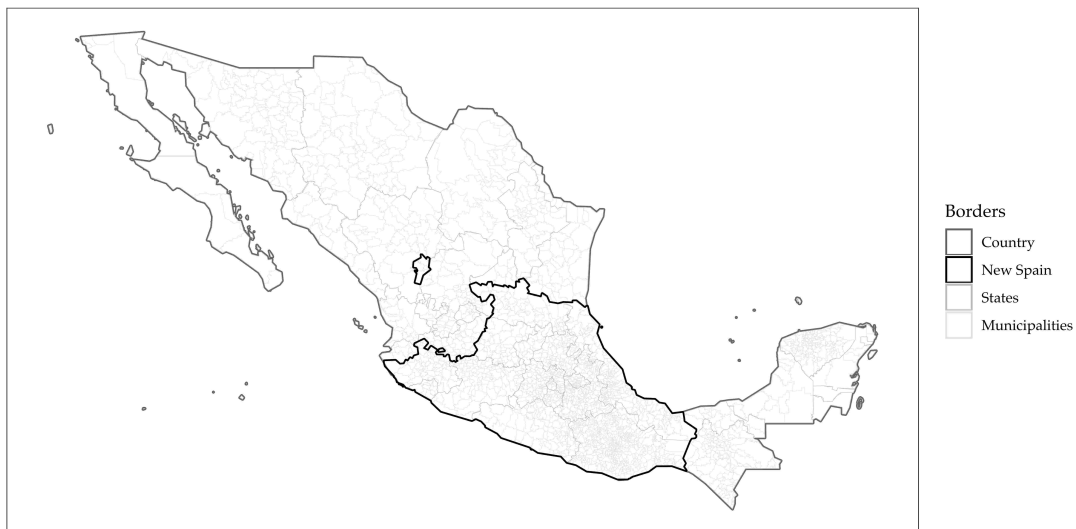 Borders
Country
New Spain
States
Municipalities